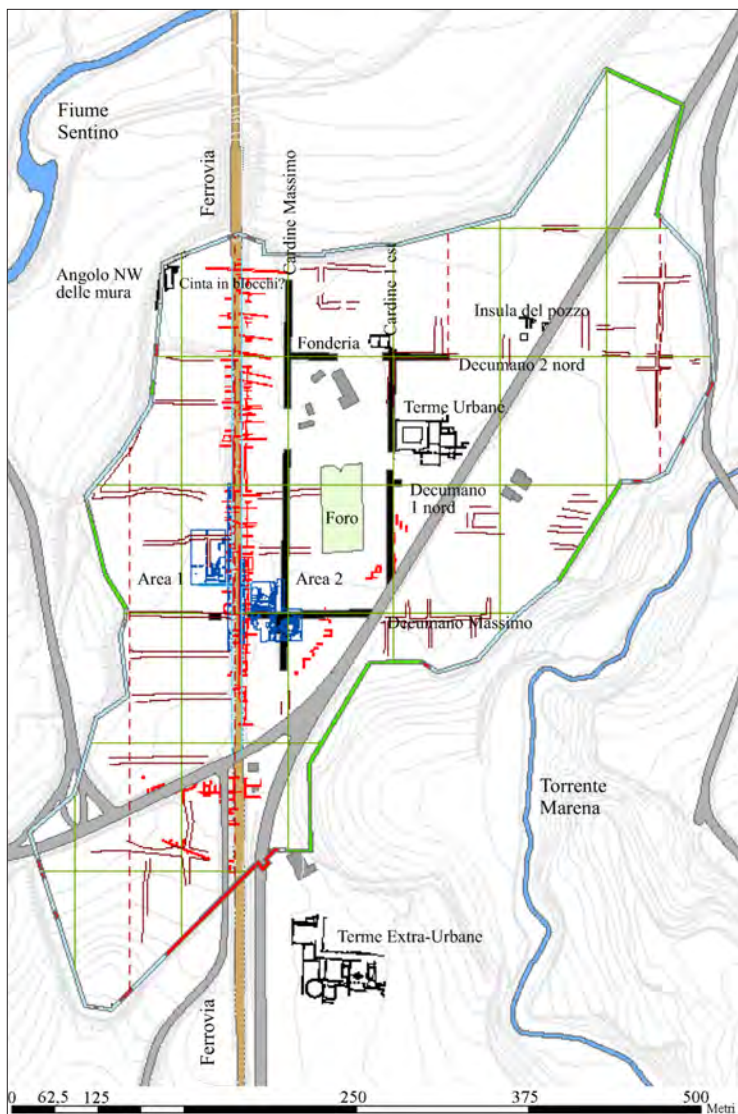 Fiume
Sentino
Ferrovia
Cardine Massimo
Angolo NW
delle mura
Cinta in blocchi?
Cardine 1 est
Insula del pozzo
Fonderia
Decumano 2 nord
Terme Urbane
Decumano
1 nord
Foro
Area 1
Area 2
Decumano Massimo
Torrente
Marena
Terme Extra-Urbane
Ferrovia
0 62,5 125 250 375 500
Metri